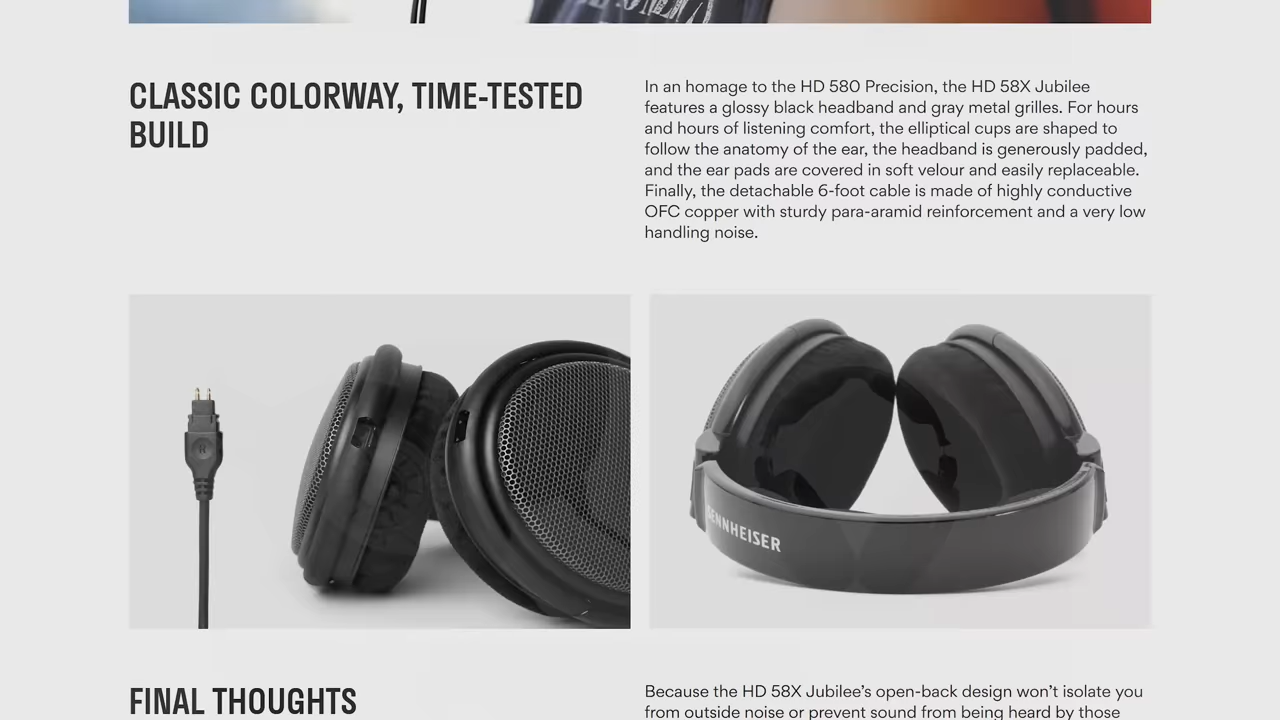 CLASSIC COLORWAY, TIME-TESTED
BUILD
In an homage to the HD 580 Precision, the HD 58X Jubilee
features a glossy black headband and gray metal grilles. For hours
and hours of listening comfort, the elliptical cups are shaped to
follow the anatomy of the ear, the headband is generously padded,
and the ear pads are covered in soft velour and easily replaceable.
Finally, the detachable 6-foot cable is made of highly conductive
OFC copper with sturdy para-aramid reinforcement and a very low
handling noise.
R
SENNHEISER
FINAL THOUGHTS
Because the HD 58X Jubilee’s open-back design won’t isolate you
from outside noise or prevent sound from being heard by those